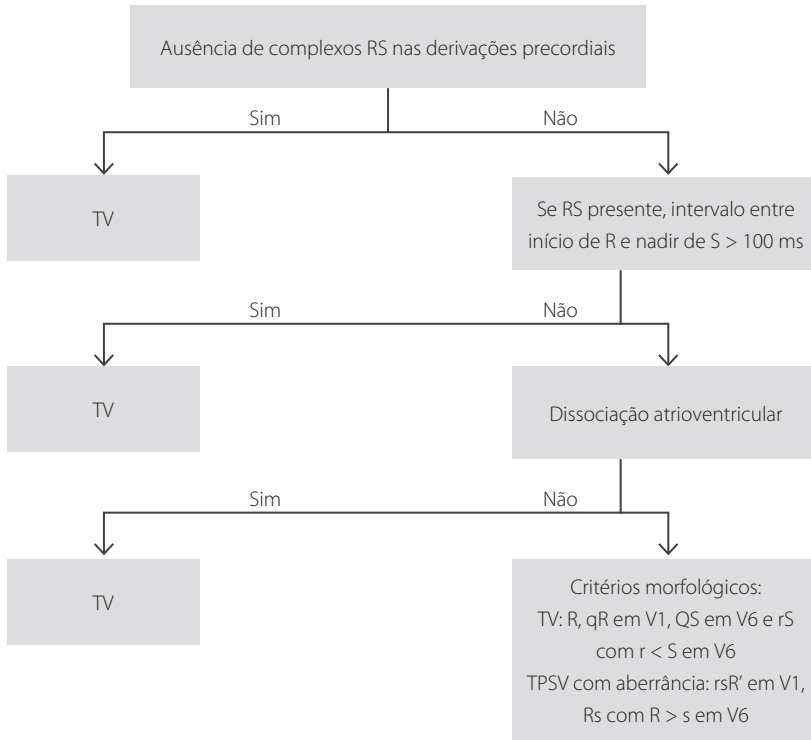 Ausência de complexos RS nas derivações precordiais
Sim
Não
TV
Se RS presente, intervalo entre
início de R e nadir de S > 100 ms
Sim
Não
TV
Dissociação atrioventricular
Sim
Não
TV
Critérios morfológicos:
TV: R, qR em V1, QS em V6 e rS
com r < S em V6
TPSV com aberrância: rsR’ em V1,
Rs com R > s em V6